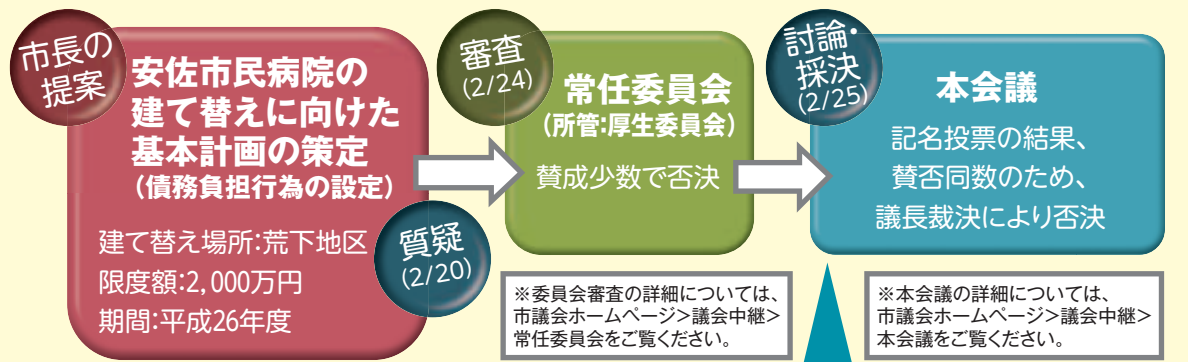 市長の
提案
安佐市民病院の
建て替えに向けた
基本計画の策定
(債務負担行為の設定)
建て替え場所:荒下地区
限度額:2,000万円
期間:平成26年度
質疑
(2/20)
審査
(2/24)
常任委員会
(所管:厚生委員会)
賛成少数で否決
※委員会審査の詳細については、
市議会ホームページ>議会中継>
常任委員会をご覧ください。
討論・
採決
(2/25)
本会議
記名投票の結果、
賛否同数のため、
議長裁決により否決
※本会議の詳細については、
市議会ホームページ>議会中継>
本会議をご覧ください。